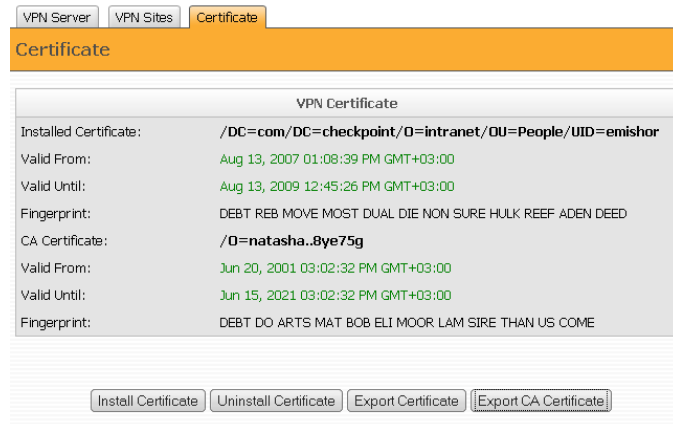 VPN Server VPN Sites Certificate
Certificate
VPN Certificate
Installed Certificate: /DC=com/DC=checkpoint/O=intranet/OU=People/UID=emishor
Valid From: Aug 13, 2007 01:08:39 PM GMT+03:00
Valid Until: Aug 13, 2009 12:45:26 PM GMT+03:00
Fingerprint: DEBT REB MOVE MOST DUAL DIE NON SURE HULK REEF ADEN DEED
CA Certificate: /O=natasha..8ye75g
Valid From: Jun 20, 2001 03:02:32 PM GMT+03:00
Valid Until: Jun 15, 2021 03:02:32 PM GMT+03:00
Fingerprint: DEBT DO ARTS MAT BOB ELI MOOR LAM SIRE THAN US COME
Install Certificate Uninstall Certificate Export Certificate Export CA Certificate